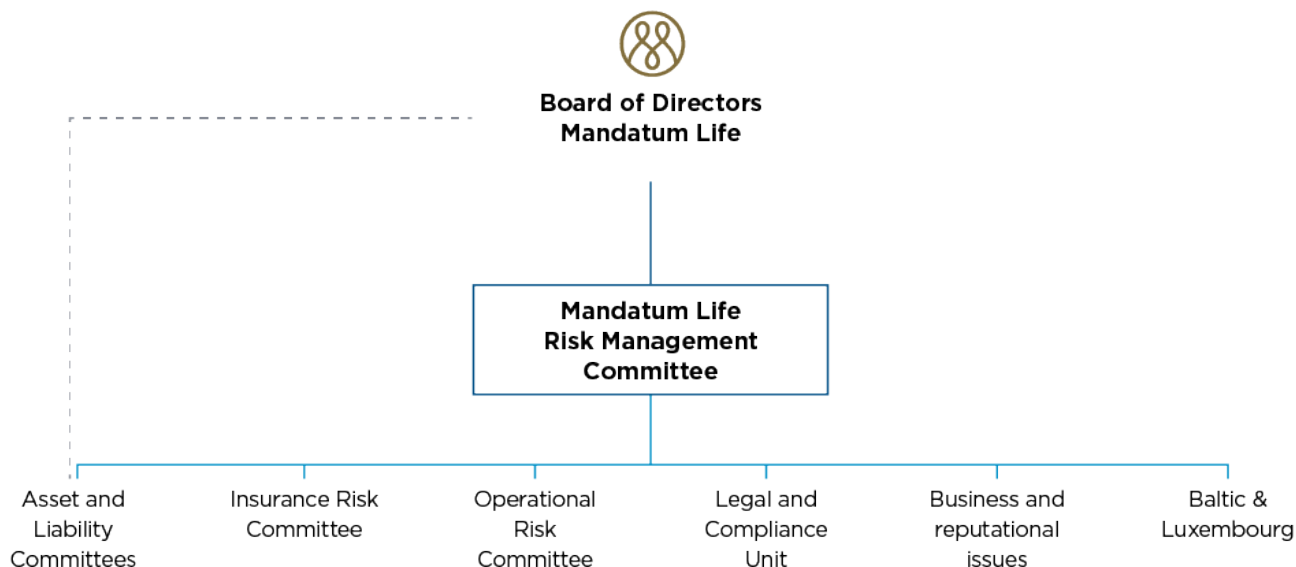 Board of Directors
Mandatum Life
Mandatum Life
Risk Management
Committee
Asset and
Liability
Committees
Insurance Risk
Committee
Operational
Risk
Committee
Legal and
Compliance
Unit
Business and
reputational
issues
Baltic &
Luxembourg